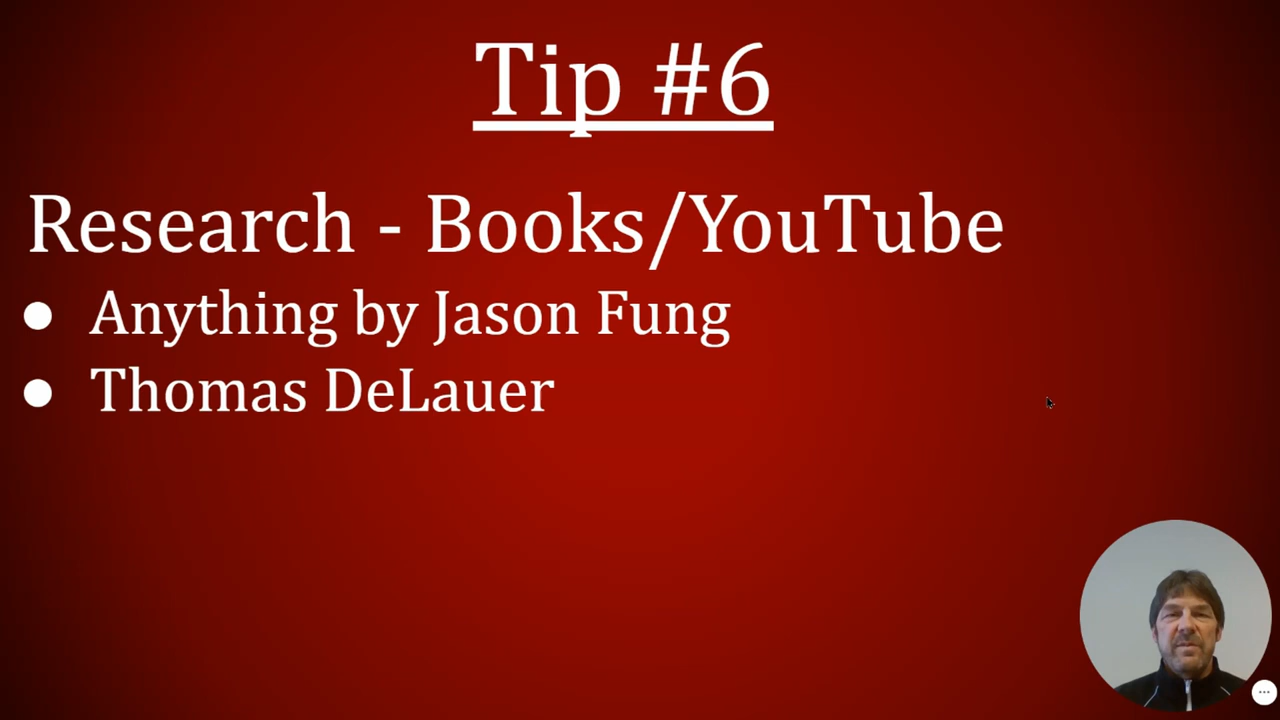 Tip #6
Research - Books/YouTube
● Anything by Jason Fung
● Thomas DeLauer